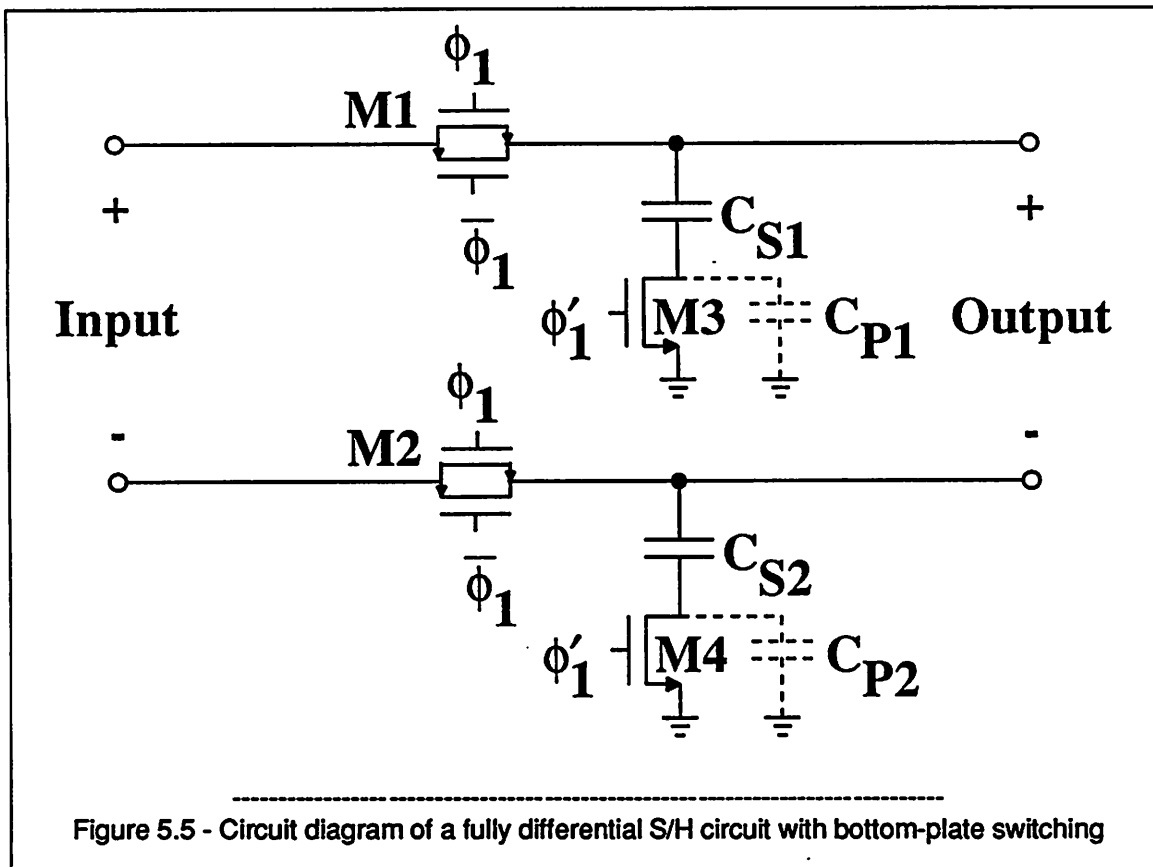 ϕ1
M1
ϕ̅1
+
+
CS1
Input
ϕ′1
M3
CP1
Output
ϕ1
-
-
M2
ϕ̅1
CS2
ϕ′1
M4
CP2
Figure 5.5 - Circuit diagram of a fully differential S/H circuit with bottom-plate switching